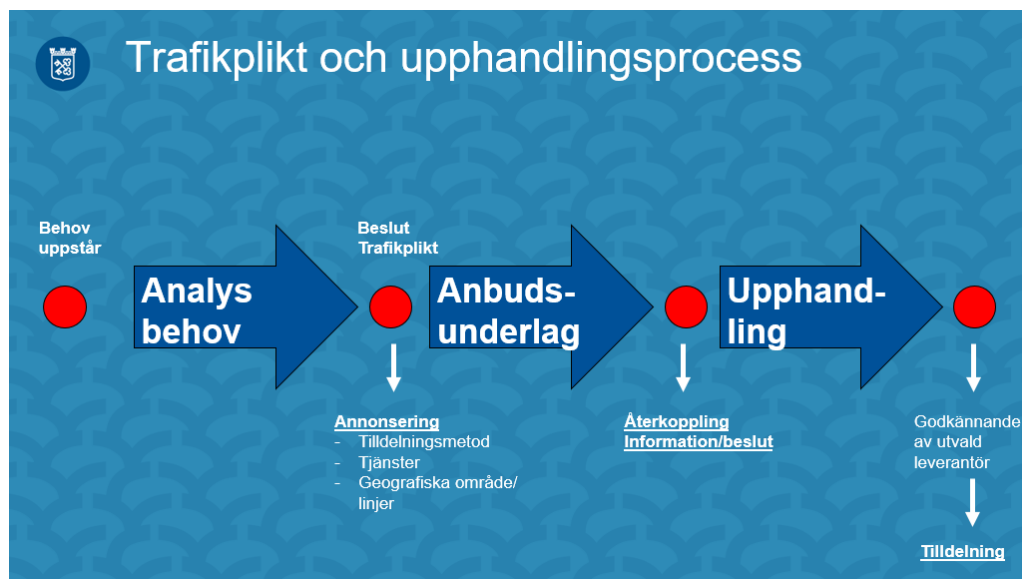 Trafikplikt och upphandlingsprocess
Behov
uppstår
Analys
behov
Beslut
Trafikplikt
Anbuds-
underlag
Upphand-
ling
Annonsering
- Tilldelningsmetod
- Tjänster
- Geografiska område/
linjer
Återkoppling
Information/beslut
Godkännande
av utvald
leverantör
Tilldelning